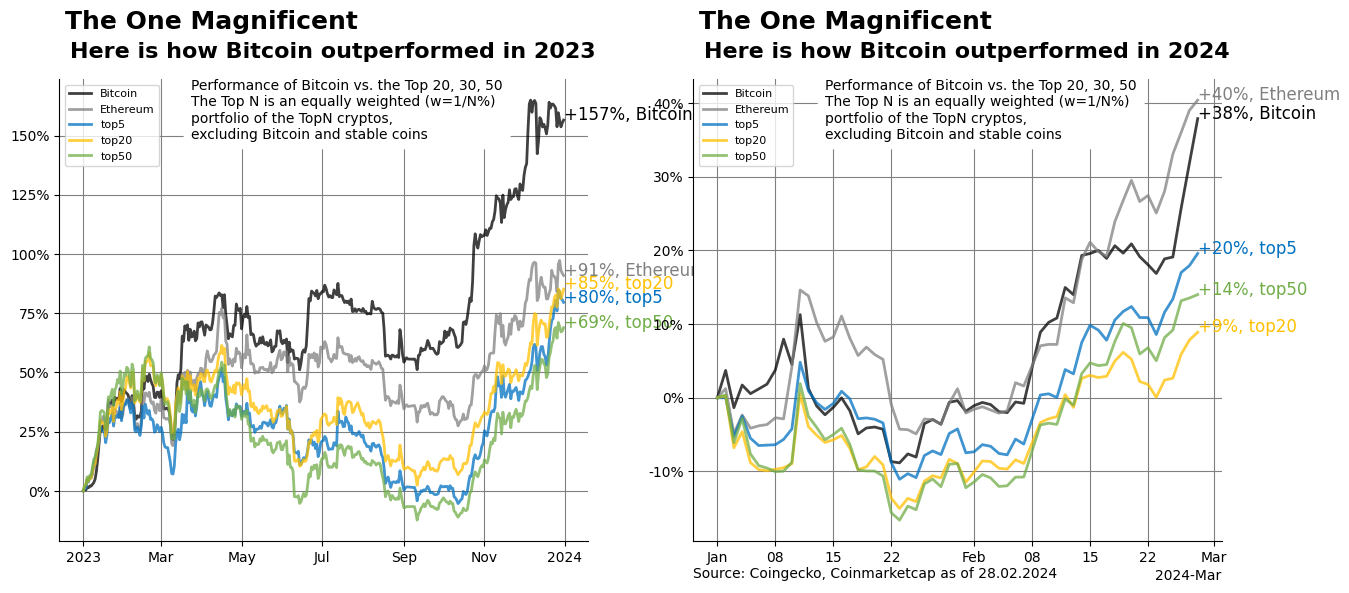 The One Magnificent
Here is how Bitcoin outperformed in 2023
Performance of Bitcoin vs. the Top 20, 30, 50
The Top N is an equally weighted (w=1/N%)
portfolio of the TopN cryptos,
excluding Bitcoin and stable coins
Bitcoin
Ethereum
top5
top20
top50
150%
125%
100%
75%
50%
25%
0%
+157%, Bitcoin
+91%, Ethereum
+85%, top20
+80%, top5
+69%, top50
2023 Mar May Jul Sep Nov 2024
The One Magnificent
Here is how Bitcoin outperformed in 2024
Performance of Bitcoin vs. the Top 20, 30, 50
The Top N is an equally weighted (w=1/N%)
portfolio of the TopN cryptos,
excluding Bitcoin and stable coins
Bitcoin
Ethereum
top5
top20
top50
40%
30%
20%
10%
0%
-10%
+40%, Ethereum
+38%, Bitcoin
+20%, top5
+14%, top50
+9%, top20
Jan 08 15 22 Feb 08 15 22 Mar
2024-Mar
Source: Coingecko, Coinmarketcap as of 28.02.2024